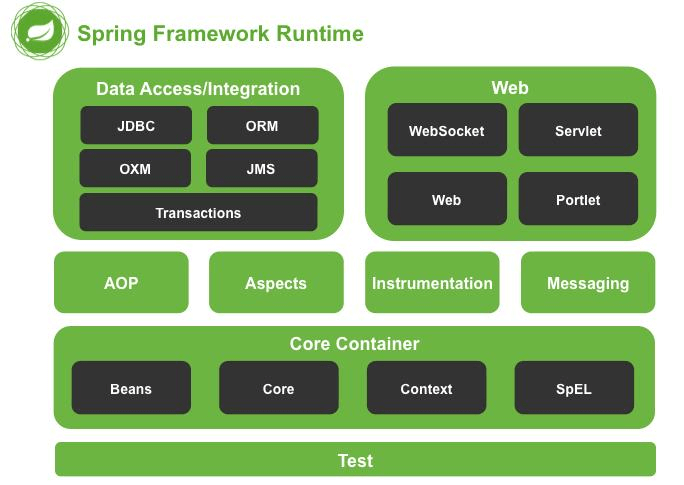 Spring Framework Runtime
Data Access/Integration
JDBC
ORM
OXM
JMS
Transactions
Web
WebSocket
Servlet
Web
Portlet
AOP
Aspects
Instrumentation
Messaging
Core Container
Beans
Core
Context
SpEL
Test